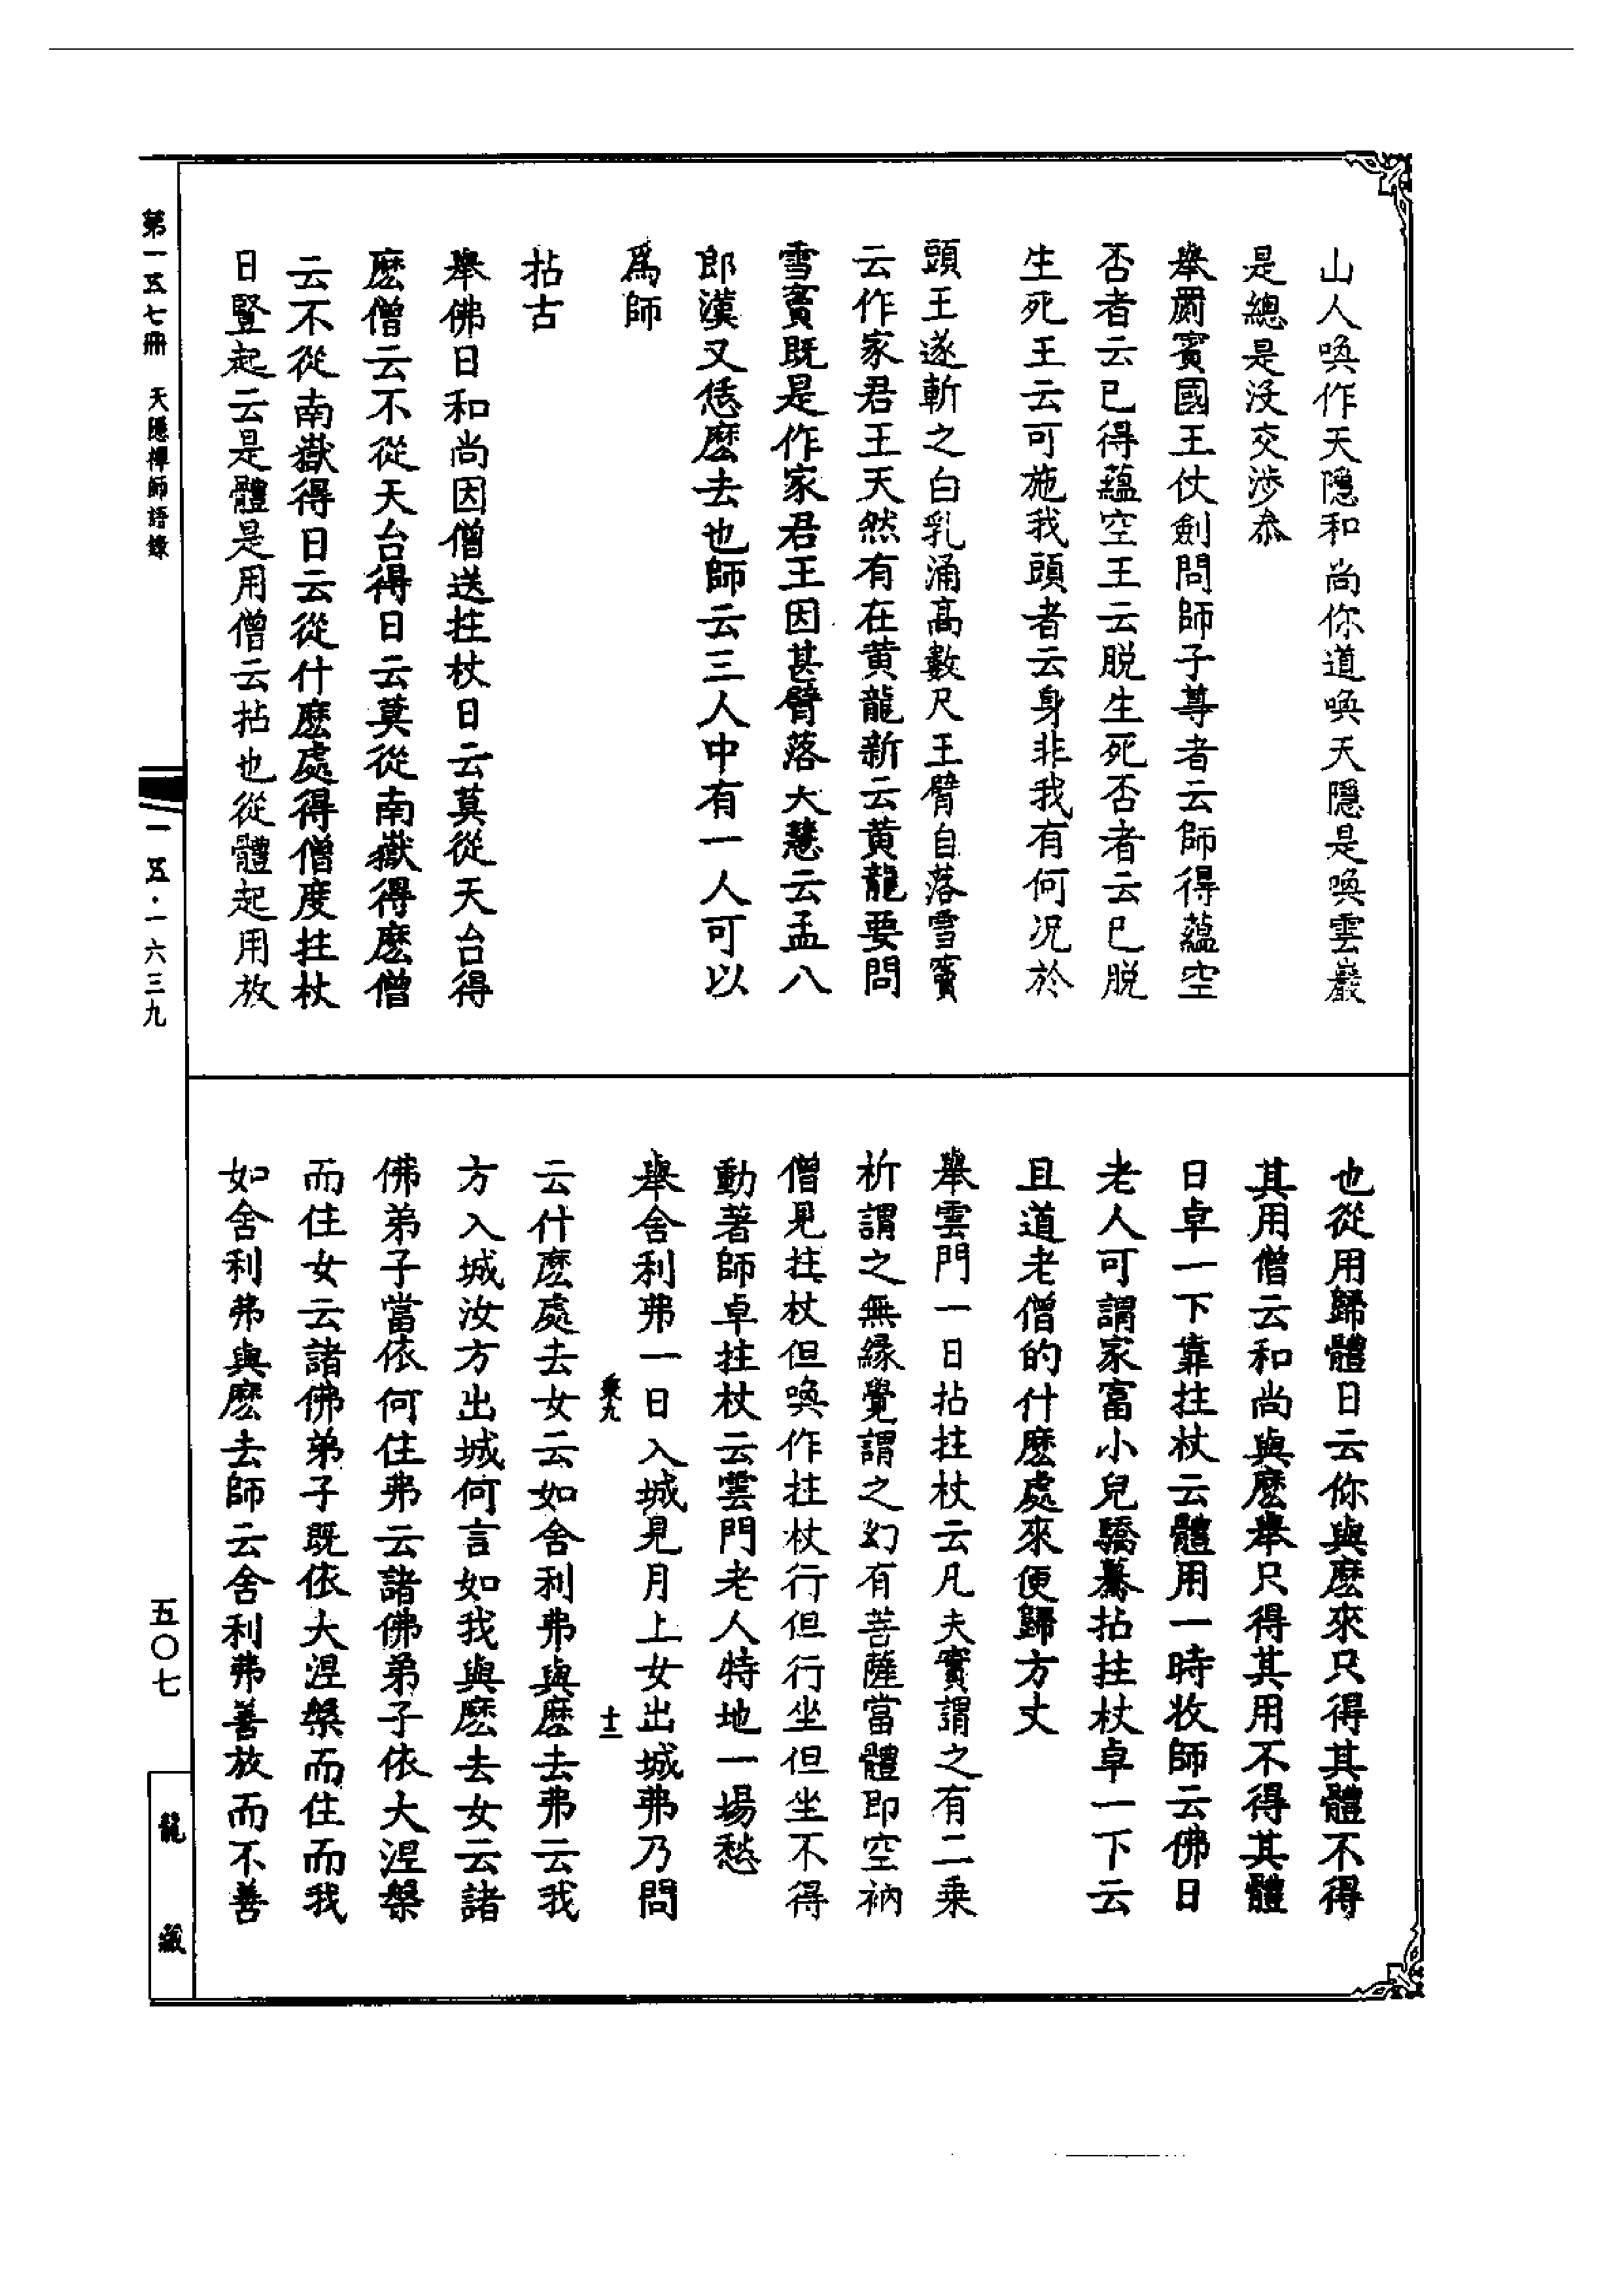 山人喚作天隱和尚你道喚天隱是喚雲巖
是總是沒交涉叅
舉罽賓國王仗劍問師子尊者云師得蘊空
否者云已得蘊空王云脫生死否者云已脫
生死王云可施我頭者云身非我有何況於
頭王遂斬之白乳涌高數尺王臂自落雪竇
云作家君王天然有在黄龍新云黄龍要問
雪竇既是作家君王因甚臂落大慧云孟八
郎漢又恁麽去也師云三人中有一人可以
爲師
拈古
舉佛日和尚因僧送拄杖日云莫從天台得
麽僧云不從天台得日云莫從南嶽得麽僧
云不從南嶽得日云從什麽處得僧度拄杖
日豎起云是體是用僧云拈也從體起用放
也從用歸體日云你與麽來只得其體不得
其用僧云和尚與麽舉只得其用不得其體
日卓一下靠拄杖云體用一時收師云佛日
老人可謂家富小兒驕驀拈拄杖卓一下云
且道老僧的什麽處來便歸方丈
舉雲門一日拈拄杖云凡夫實謂之有二乗
析謂之無緣覺謂之幻有菩薩當體即空衲
僧見拄杖但喚作拄杖行但行坐但坐不得
動著師卓拄杖云雲門老人特地一場愁
舉舍利弗一日入城見月上女出城弗乃問
乗九 十二
云什麽處去女云如舍利弗與麽去弗云我
方入城汝方出城何言如我與麽去女云諸
佛弟子當依何住弗云諸佛弟子依大涅槃
而住女云諸佛弟子既依大涅槃而住而我
如舍利弗與麽去師云舍利弗善放而不善
第一五七冊 天隱禪師語錄
一五·一六三九
五〇七
龍藏